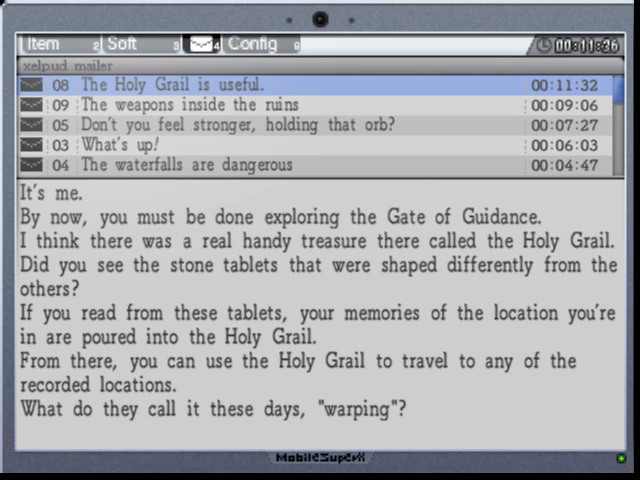 Item 2 Soft 3 4 Config 9 00:11:36
xelpud mailer
08 The Holy Grail is useful. 00:11:32
09 The weapons inside the ruins 00:09:06
05 Don't you feel stronger, holding that orb? 00:07:27
03 What's up! 00:06:03
04 The waterfalls are dangerous 00:04:47
It's me.
By now, you must be done exploring the Gate of Guidance.
I think there was a real handy treasure there called the Holy Grail.
Did you see the stone tablets that were shaped differently from the
others?
If you read from these tablets, your memories of the location you're
in are poured into the Holy Grail.
From there, you can use the Holy Grail to travel to any of the
recorded locations.
What do they call it these days, "warping"?
MobileSuperX